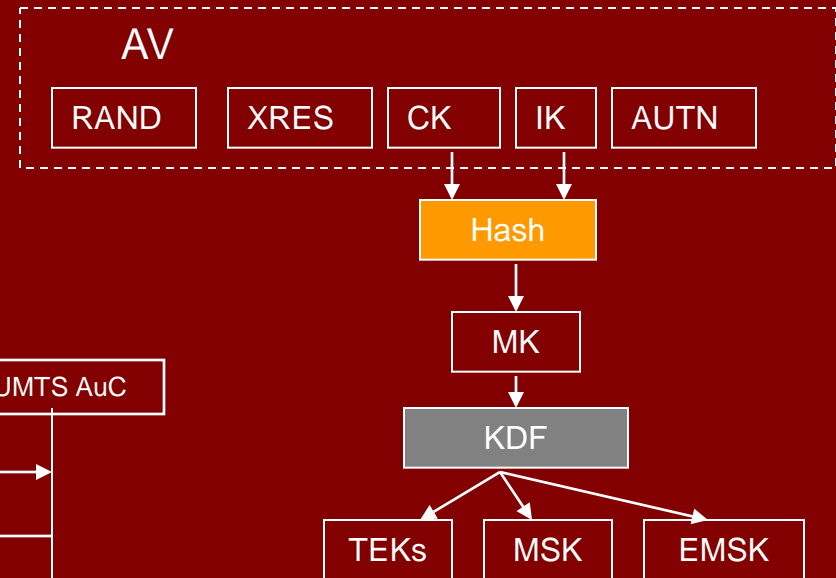 AV
RAND XRES CK IK AUTN
Hash
MK
UMTS AuC
KDF
TEKs MSK EMSK